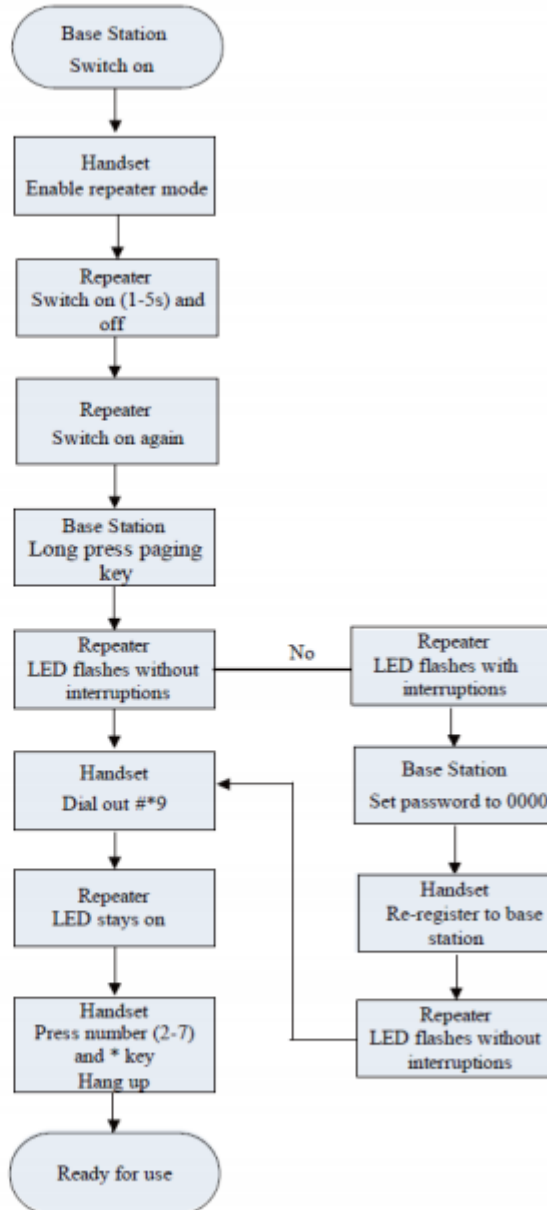 Base Station
Switch on
Handset
Enable repeater mode
Repeater
Switch on (1-5s) and
off
Repeater
Switch on again
Base Station
Long press paging
key
Repeater
LED flashes without
interruptions
No
Repeater
LED flashes with
interruptions
Handset
Dial out #*9
Base Station
Set password to 0000
Repeater
LED stays on
Handset
Re-register to base
station
Handset
Press number (2-7)
and * key
Hang up
Repeater
LED flashes without
interruptions
Ready for use